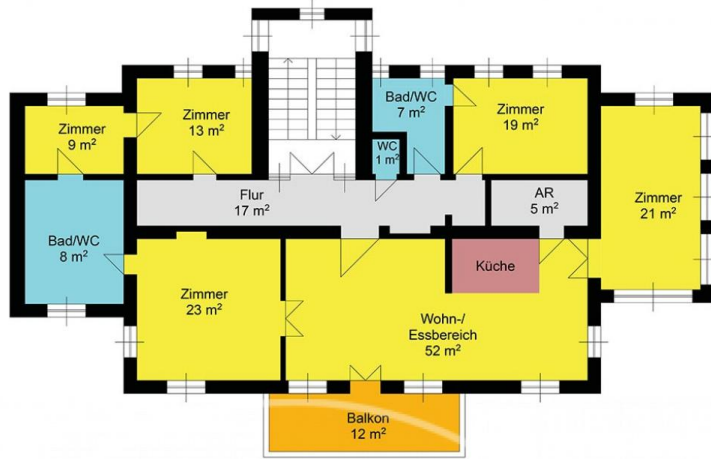 Zimmer
9 m²
Zimmer
13 m²
Bad/WC
7 m²
WC
1 m²
Zimmer
19 m²
Flur
17 m²
AR
5 m²
Zimmer
21 m²
Bad/WC
8 m²
Zimmer
23 m²
Küche
Wohn-/
Essbereich
52 m²
Balkon
12 m²